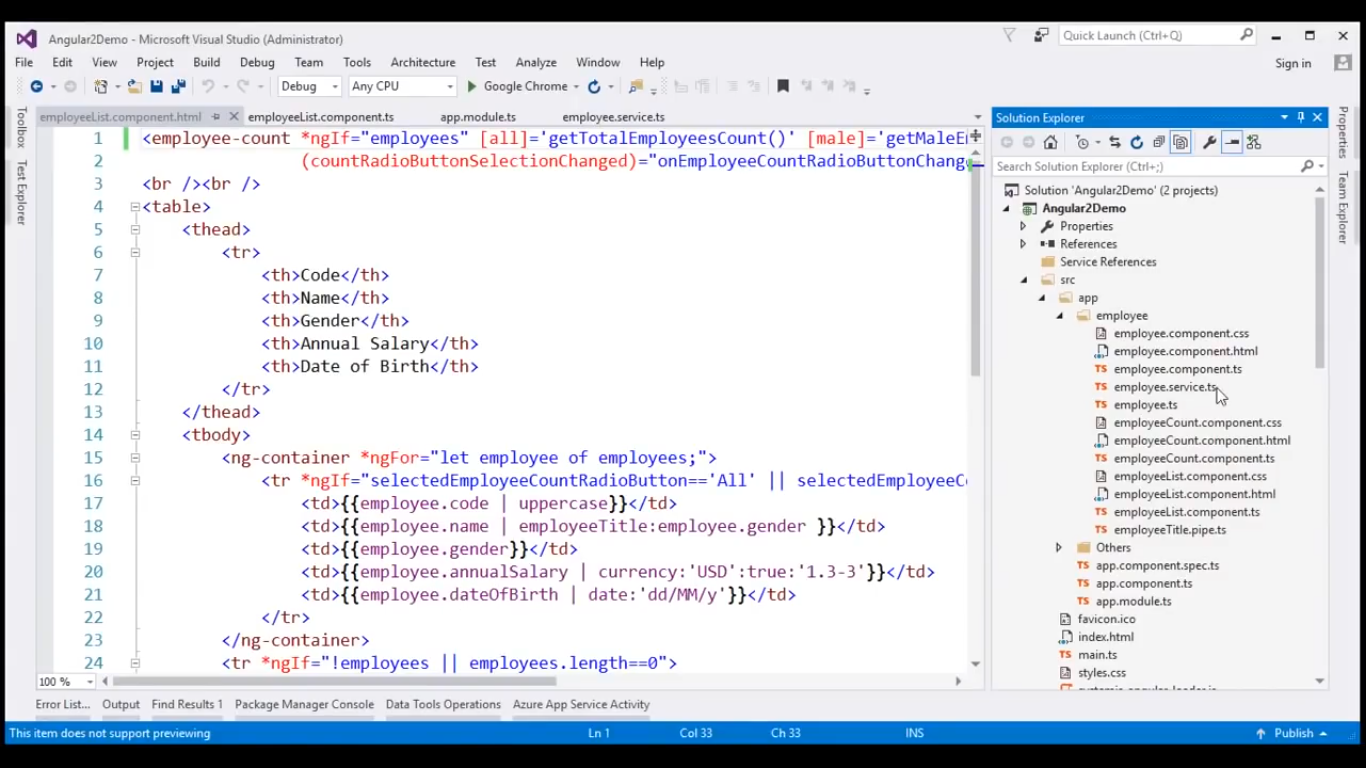 Angular2Demo - Microsoft Visual Studio (Administrator)
Quick Launch (Ctrl+Q)
File Edit View Project Build Debug Team Tools Architecture Test Analyze Window Help
Sign in
Debug Any CPU Google Chrome
Toolbox
Test Explorer
employeeList.component.html employeeList.component.ts app.module.ts employee.service.ts
1 <employee-count *ngIf="employees" [all]='getTotalEmployeesCount()' [male]='getMaleE
2 (countRadioButtonSelectionChanged)="onEmployeeCountRadioButtonChange
3 <br /><br />
4 <table>
5 <thead>
6 <tr>
7 <th>Code</th>
8 <th>Name</th>
9 <th>Gender</th>
10 <th>Annual Salary</th>
11 <th>Date of Birth</th>
12 </tr>
13 </thead>
14 <tbody>
15 <ng-container *ngFor="let employee of employees;">
16 <tr *ngIf="selectedEmployeeCountRadioButton=='All' || selectedEmployeeC
17 <td>{{employee.code | uppercase}}</td>
18 <td>{{employee.name | employeeTitle:employee.gender }}</td>
19 <td>{{employee.gender}}</td>
20 <td>{{employee.annualSalary | currency:'USD':true:'1.3-3'}}</td>
21 <td>{{employee.dateOfBirth | date:'dd/MM/y'}}</td>
22 </tr>
23 </ng-container>
24 <tr *ngIf="!employees || employees.length==0">
100 %
Solution Explorer
Search Solution Explorer (Ctrl+;)
Solution 'Angular2Demo' (2 projects)
Angular2Demo
Properties
References
Service References
src
app
employee
employee.component.css
employee.component.html
TS employee.component.ts
TS employee.service.ts
TS employee.ts
employeeCount.component.css
employeeCount.component.html
TS employeeCount.component.ts
employeeList.component.css
employeeList.component.html
TS employeeList.component.ts
TS employeeTitle.pipe.ts
Others
TS app.component.spec.ts
TS app.component.ts
TS app.module.ts
favicon.ico
index.html
TS main.ts
styles.css
Properties
Team Explorer
Error List... Output Find Results 1 Package Manager Console Data Tools Operations Azure App Service Activity
This item does not support previewing Ln 1 Col 33 Ch 33 INS Publish